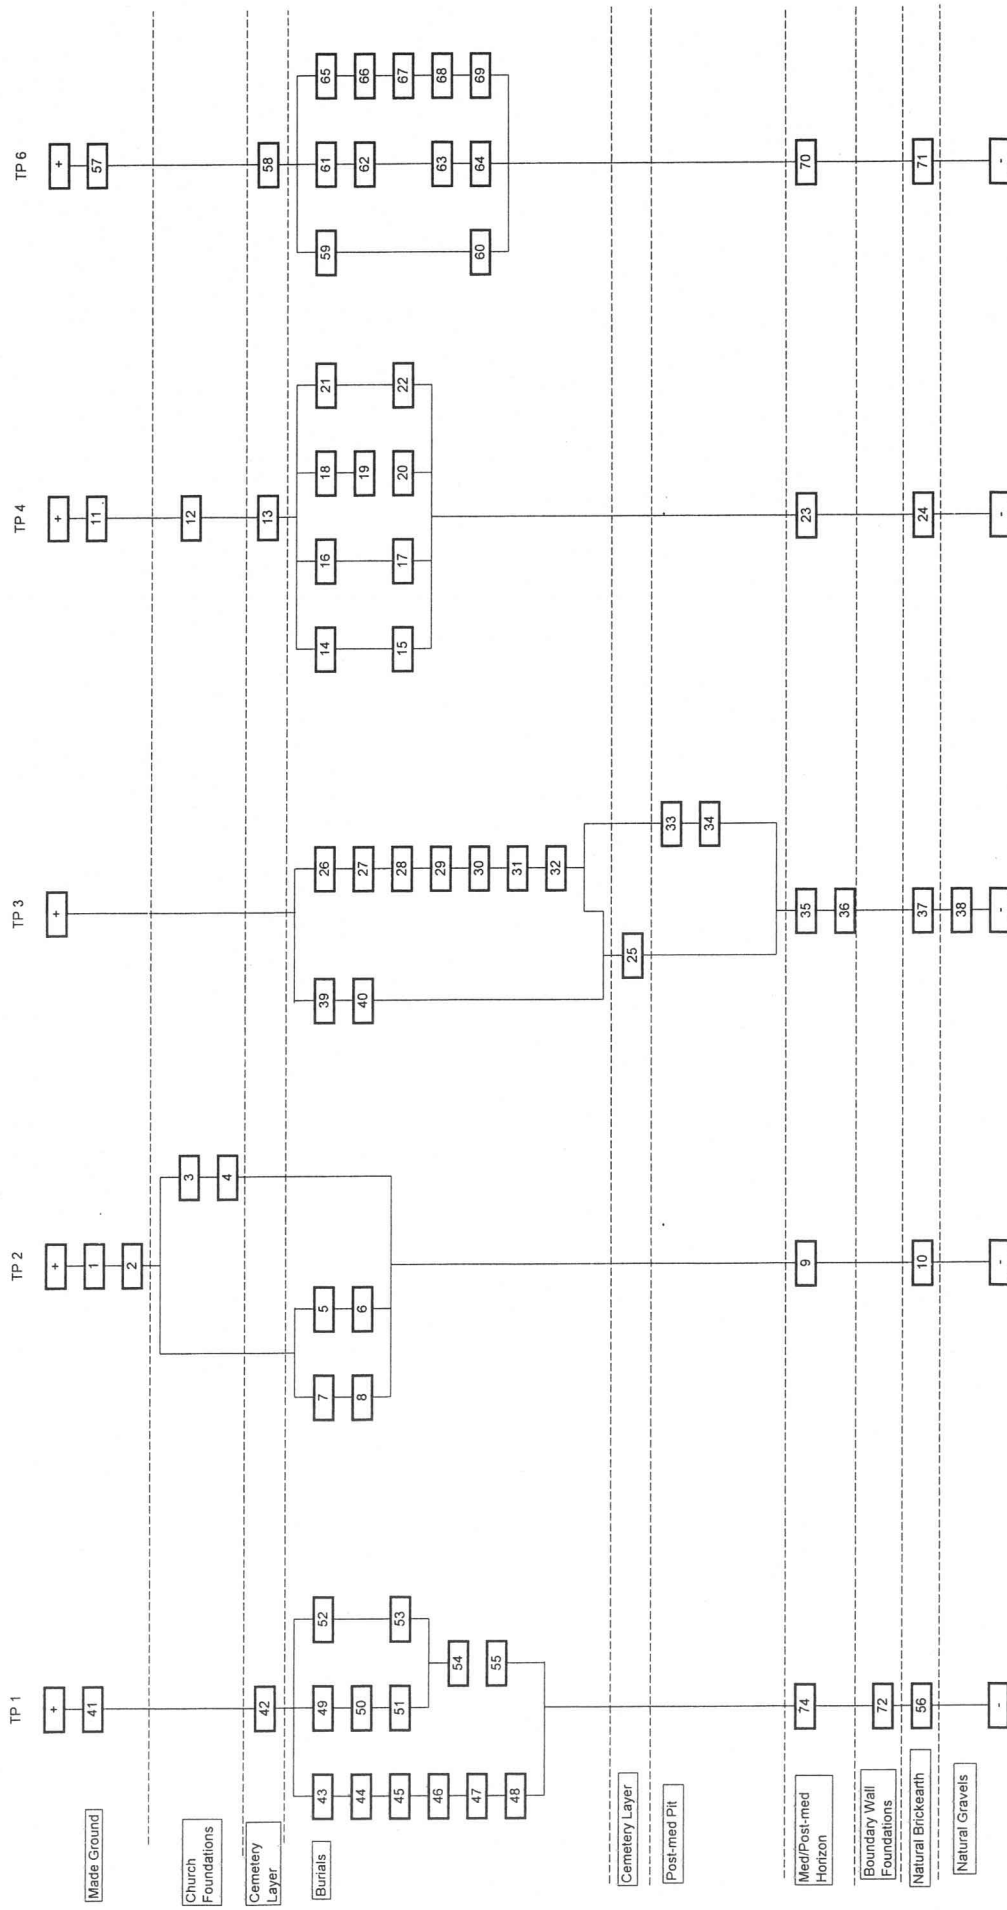 TP 1 TP 2 TP 3 TP 4 TP 6
+ + + + +
Made Ground
41 1 11 57
2
Church
Foundations
3 12
4
Cemetery
Layer
42 13 58
Burials
43 49 52 7 5 39 26 14 16 18 21 59 61 65
44 50 8 6 40 27 19 62 66
45 51 53 28 15 17 20 22 67
46 29 63 68
54
47 55 30 60 64 69
48 31
32
Cemetery Layer
25
Post-med Pit
33
34
Med/Post-med
Horizon
74 9 35 23 70
36
Boundary Wall
Foundations
72
Natural Brickearth
56 10 37 24 71
Natural Gravels
38
- - - - -